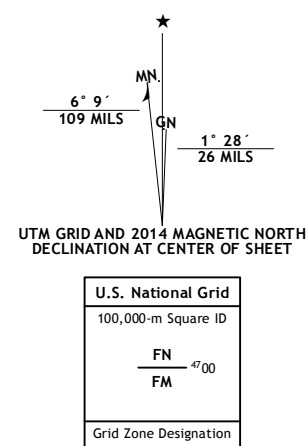 ★
MN.
6° 9´
109 MILS
GN
1° 28´
26 MILS
UTM GRID AND 2014 MAGNETIC NORTH
DECLINATION AT CENTER OF SHEET
U.S. National Grid
100,000-m Square ID
FN
4700
FM
Grid Zone Designation